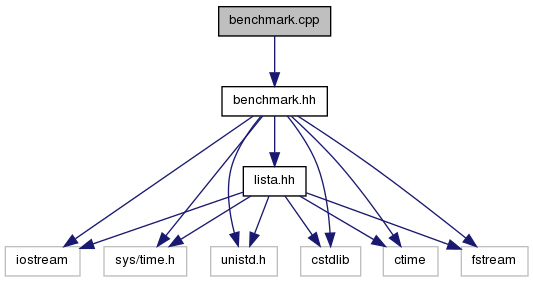 benchmark.cpp
benchmark.hh
lista.hh
iostream
sys/time.h
unistd.h
cstdlib
ctime
fstream